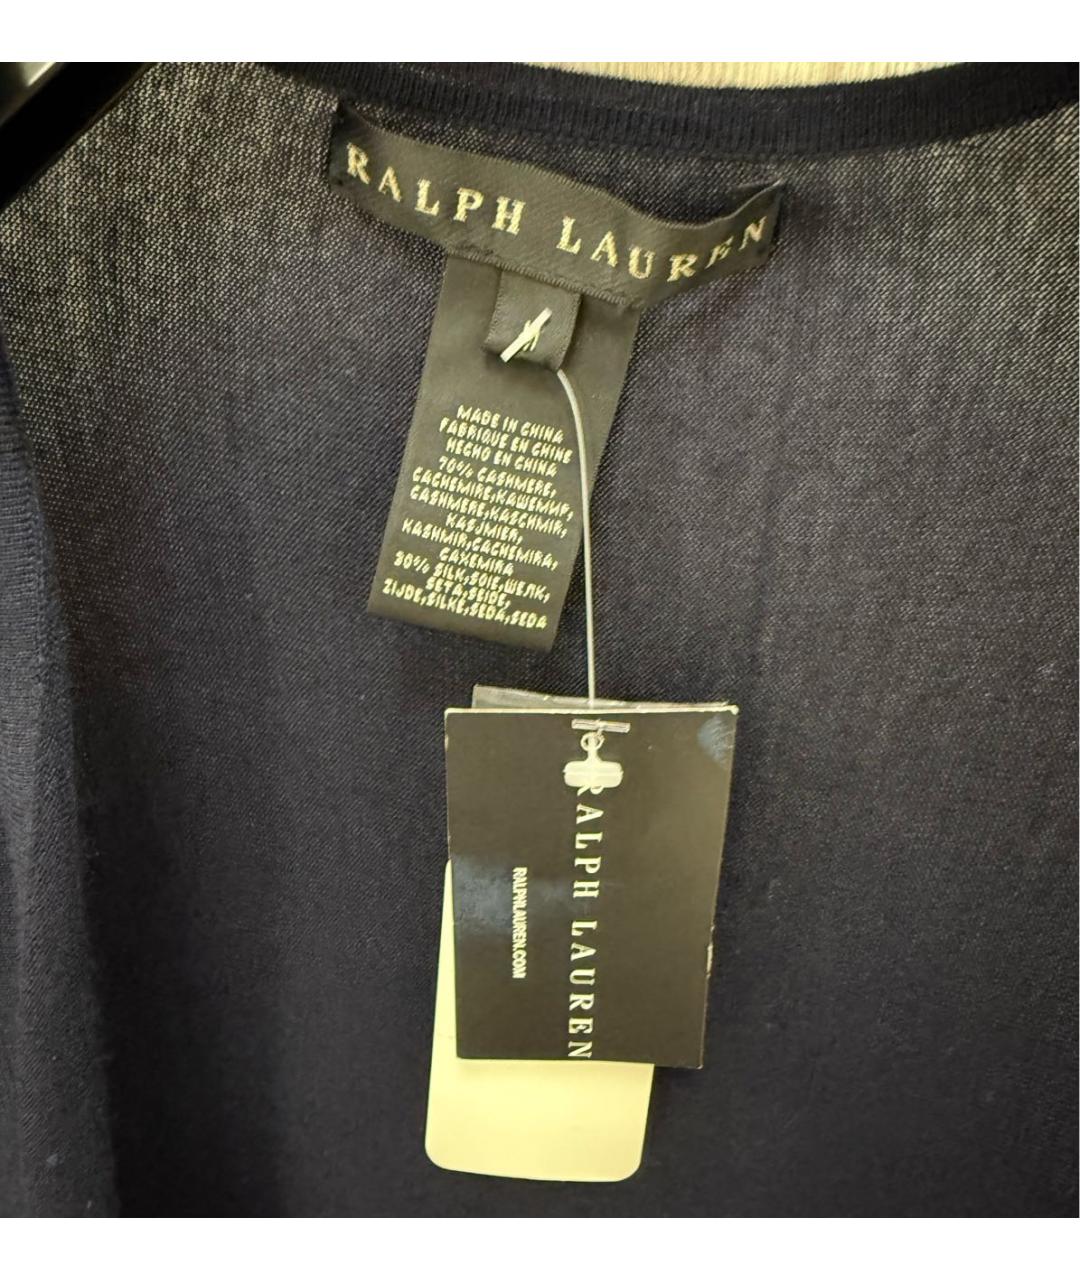 RALPH LAUREN
MADE IN CHINA
FABRIQUE EN CHINE
HECHO EN CHINA
70% CASHMERE,
CACHEMIRE,КАШЕМИР,
CASHMERE,KASCHMIR,
KASJMIER,
KASHMIR,CACHEMIRA,
CAXEMIRA
30% SILK,SOIE,ШЕЛК,
SETA,SEIDE,
ZIJDE,SILKE,SEDA,SEDA
RALPH LAUREN
RALPHLAUREN.COM